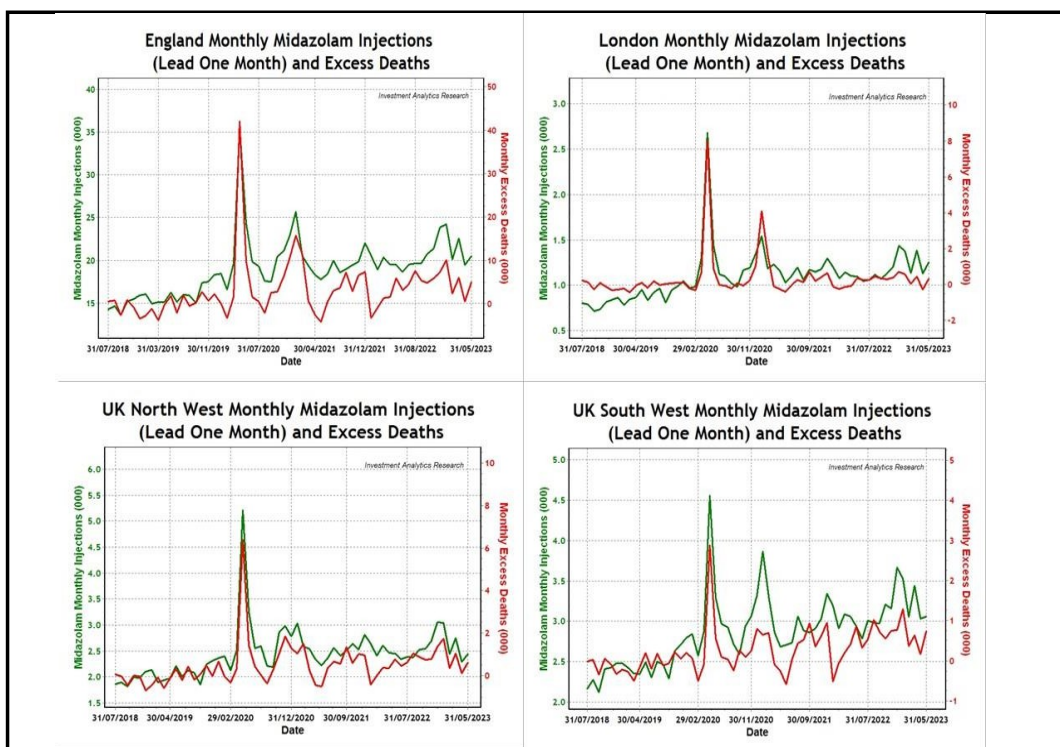 England Monthly Midazolam Injections
(Lead One Month) and Excess Deaths
Investment Analytics Research
Midazolam Monthly Injections (000)
40
35
30
25
20
15
Monthly Excess Deaths (000)
50
40
30
20
10
0
31/07/2018 31/03/2019 30/11/2019 31/07/2020 30/04/2021 31/12/2021 31/08/2022 31/05/2023
Date
London Monthly Midazolam Injections
(Lead One Month) and Excess Deaths
Investment Analytics Research
Midazolam Monthly Injections (000)
3.0
2.5
2.0
1.5
1.0
0.5
Monthly Excess Deaths (000)
10
8
6
4
2
0
-2
31/07/2018 30/04/2019 29/02/2020 30/11/2020 30/09/2021 31/07/2022 31/05/2023
Date
UK North West Monthly Midazolam Injections
(Lead One Month) and Excess Deaths
Investment Analytics Research
Midazolam Monthly Injections (000)
6.0
5.5
5.0
4.5
4.0
3.5
3.0
2.5
2.0
1.5
Monthly Excess Deaths (000)
10
8
6
4
2
0
31/07/2018 30/04/2019 29/02/2020 31/12/2020 30/09/2021 31/07/2022 31/05/2023
Date
UK South West Monthly Midazolam Injections
(Lead One Month) and Excess Deaths
Investment Analytics Research
Midazolam Monthly Injections (000)
5.0
4.5
4.0
3.5
3.0
2.5
2.0
Monthly Excess Deaths (000)
5
4
3
2
1
0
-1
31/07/2018 30/04/2019 29/02/2020 30/11/2020 30/09/2021 31/07/2022 31/05/2023
Date